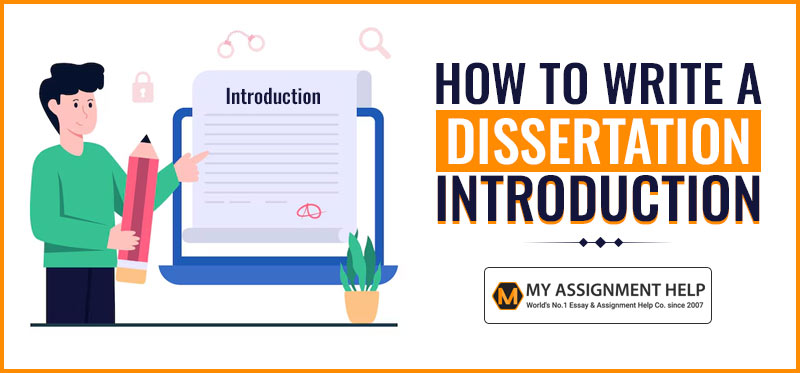 Introduction
HOW TO WRITE A
DISSERTATION
INTRODUCTION
M MY ASSIGNMENT HELP
World's No.1 Essay & Assignment Help Co. since 2007